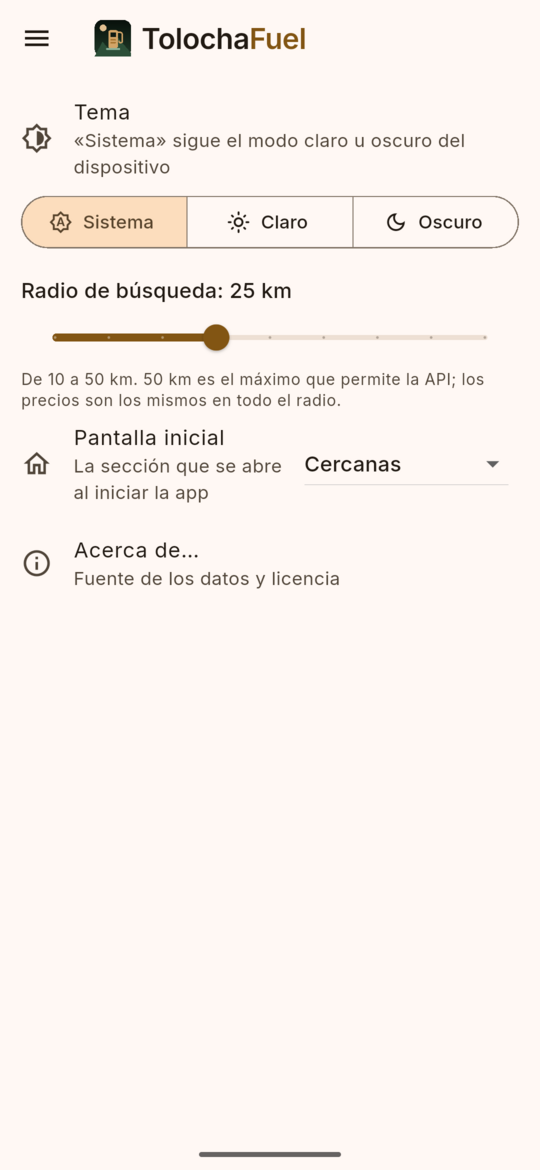 TolochaFuel
Tema
«Sistema» sigue el modo claro u oscuro del
dispositivo
Sistema
Claro
Oscuro
Radio de búsqueda: 25 km
De 10 a 50 km. 50 km es el máximo que permite la API; los
precios son los mismos en todo el radio.
Pantalla inicial
La sección que se abre
al iniciar la app
Cercanas
Acerca de...
Fuente de los datos y licencia